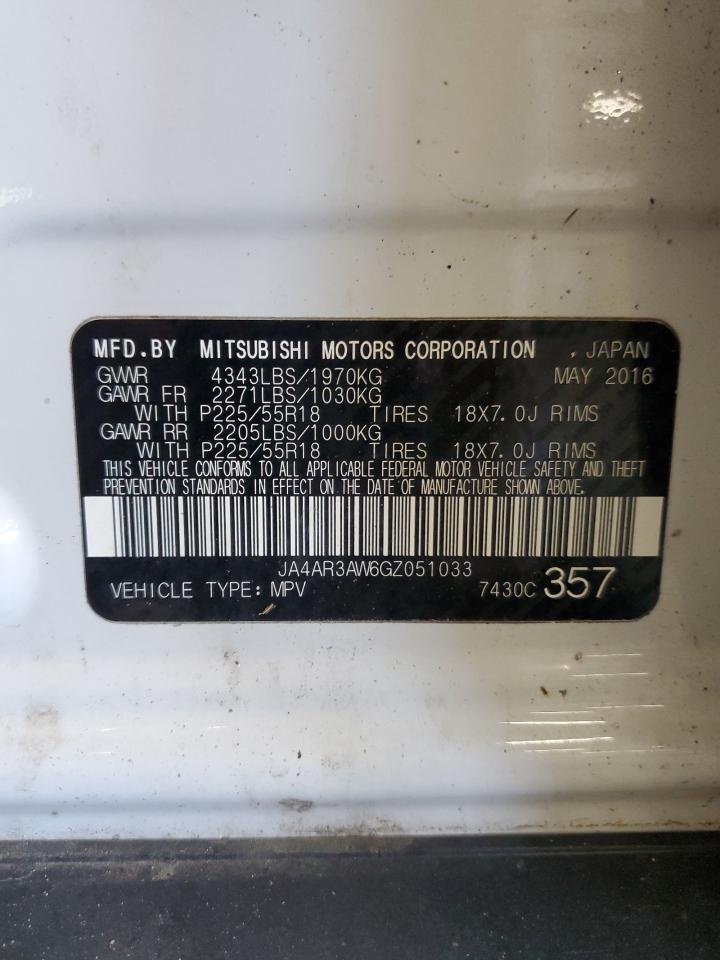 MFD.BY MITSUBISHI MOTORS CORPORATION , JAPAN
GVWR 4343LBS/1970KG MAY 2016
GAWR FR 2271LBS/1030KG
WITH P225/55R18 TIRES 18X7.0J RIMS
GAWR RR 2205LBS/1000KG
WITH P225/55R18 TIRES 18X7.0J RIMS
THIS VEHICLE CONFORMS TO ALL APPLICABLE FEDERAL MOTOR VEHICLE SAFETY AND THEFT
PREVENTION STANDARDS IN EFFECT ON THE DATE OF MANUFACTURE SHOWN ABOVE.
JA4AR3AW6GZ051033
VEHICLE TYPE: MPV 7430C 357